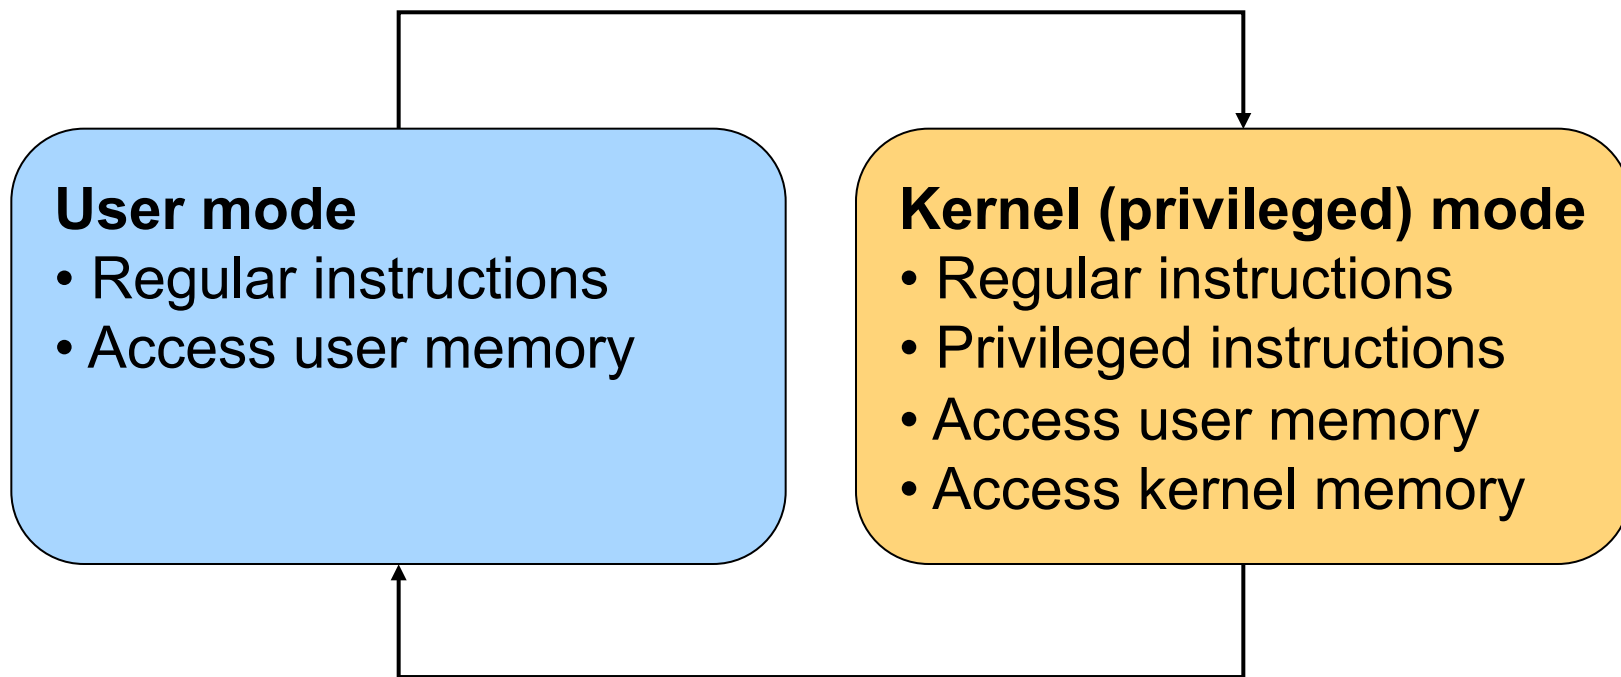 User mode
• Regular instructions
• Access user memory
Kernel (privileged) mode
• Regular instructions
• Privileged instructions
• Access user memory
• Access kernel memory